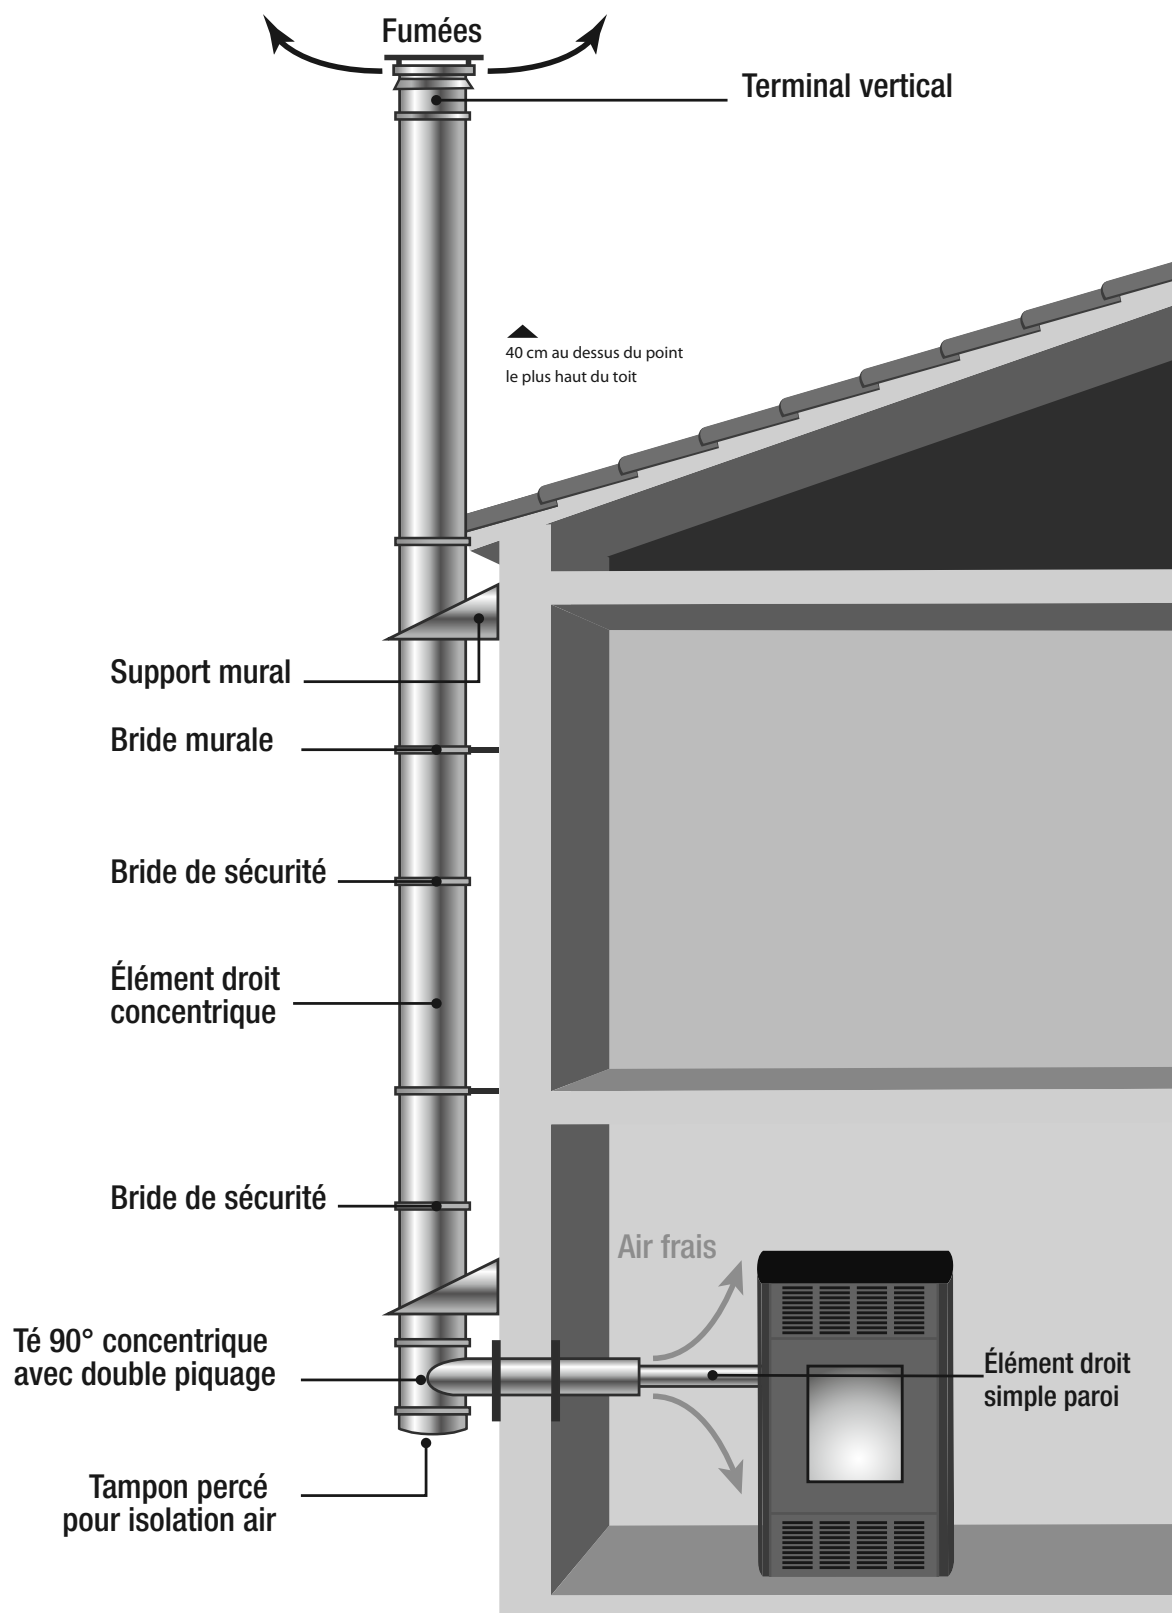 Fumées
Terminal vertical
40 cm au dessus du point
le plus haut du toit
Support mural
Bride murale
Bride de sécurité
Élément droit
concentrique
Bride de sécurité
Air frais
Té 90° concentrique
avec double piquage
Élément droit
simple paroi
Tampon percé
pour isolation air